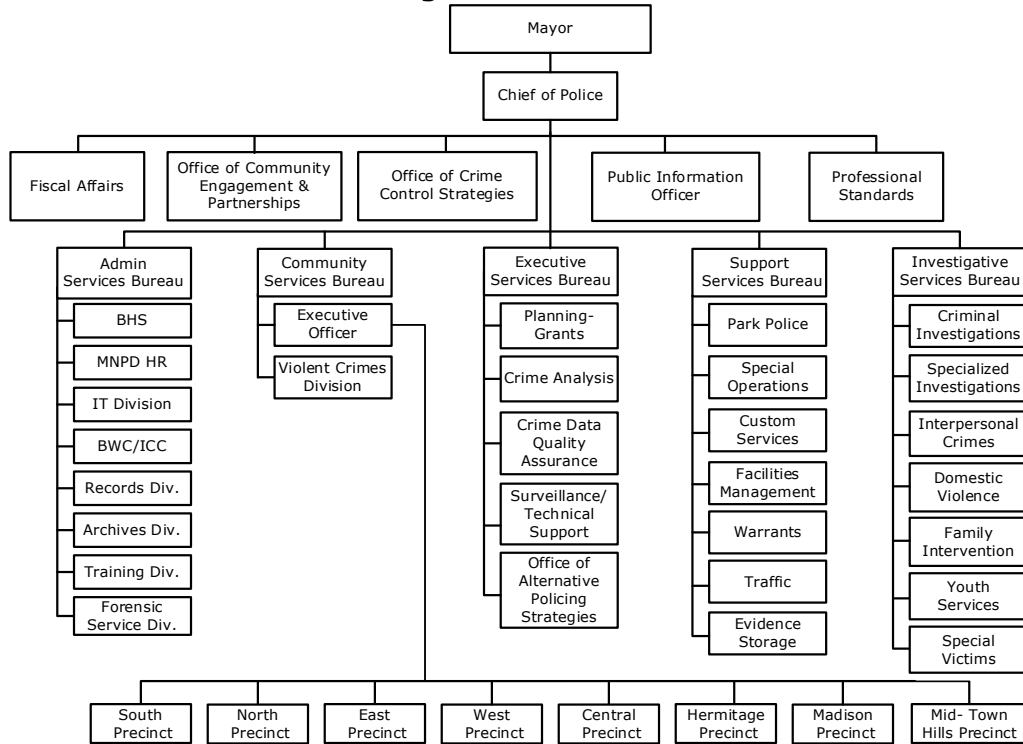 Mayor
Chief of Police
Fiscal Affairs
Office of Community
Engagement &
Partnerships
Office of Crime
Control Strategies
Public Information
Officer
Professional
Standards
Admin
Services Bureau
BHS
MNPD HR
IT Division
BWC/ICC
Records Div.
Archives Div.
Training Div.
Forensic
Service Div.
Community
Services Bureau
Executive
Officer
Violent Crimes
Division
Executive
Services Bureau
Planning-
Grants
Crime Analysis
Crime Data
Quality
Assurance
Surveillance/
Technical
Support
Office of
Alternative
Policing
Strategies
Support
Services Bureau
Park Police
Special
Operations
Custom
Services
Facilities
Management
Warrants
Traffic
Evidence
Storage
Investigative
Services Bureau
Criminal
Investigations
Specialized
Investigations
Interpersonal
Crimes
Domestic
Violence
Family
Intervention
Youth
Services
Special
Victims
South
Precinct
North
Precinct
East
Precinct
West
Precinct
Central
Precinct
Hermitage
Precinct
Madison
Precinct
Mid- Town
Hills Precinct